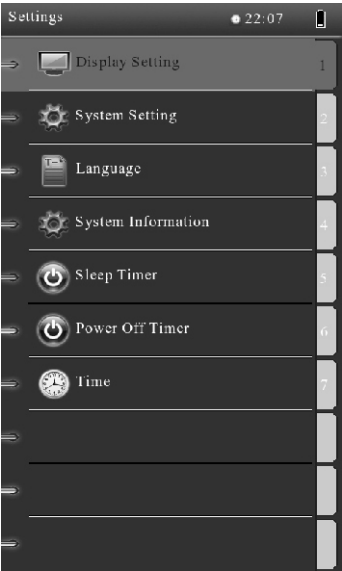 Settings 22:07
Display Setting 1
System Setting 2
Language 3
System Information 4
Sleep Timer 5
Power Off Timer 6
Time 7